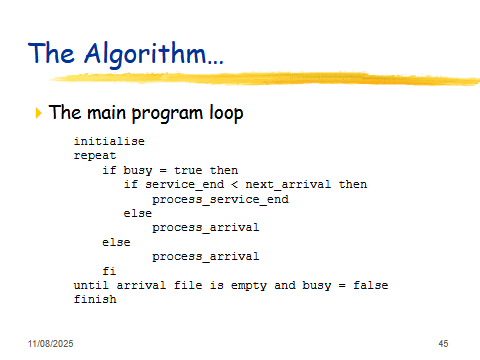 The Algorithm…
The main program loop
initialise
repeat
    if busy = true then
       if service_end < next_arrival then
           process_service_end
       else
           process_arrival
    else
           process_arrival
    fi
until arrival file is empty and busy = false
finish
11/08/2025
45